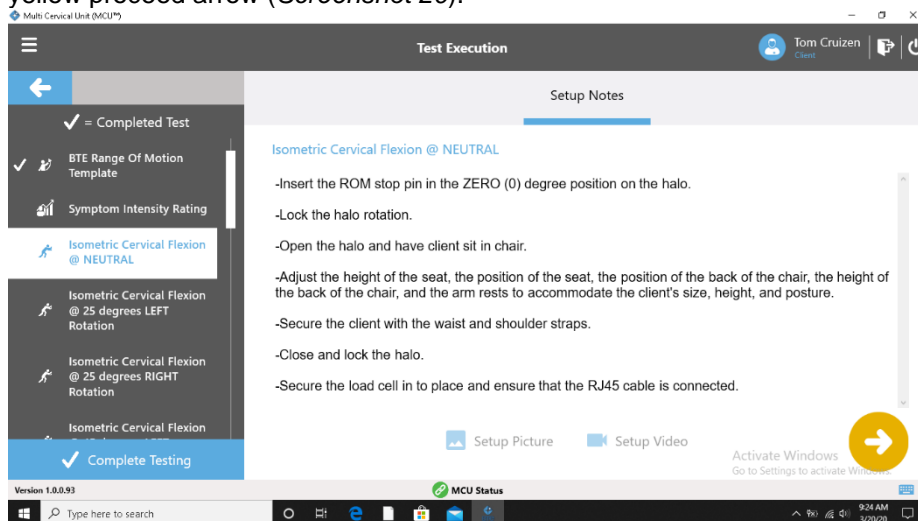 yellow proceed arrow (Screenshot 20).
Multi Cervical Unit (MCU™)
Test Execution
Tom Cruizen
Client
✓ = Completed Test
BTE Range Of Motion
Template
Symptom Intensity Rating
Isometric Cervical Flexion
@ NEUTRAL
Isometric Cervical Flexion
@ 25 degrees LEFT
Rotation
Isometric Cervical Flexion
@ 25 degrees RIGHT
Rotation
Isometric Cervical Flexion
Complete Testing
Setup Notes
Isometric Cervical Flexion @ NEUTRAL
-Insert the ROM stop pin in the ZERO (0) degree position on the halo.
-Lock the halo rotation.
-Open the halo and have client sit in chair.
-Adjust the height of the seat, the position of the seat, the position of the back of the chair, the height of
the back of the chair, and the arm rests to accommodate the client's size, height, and posture.
-Secure the client with the waist and shoulder straps.
-Close and lock the halo.
-Secure the load cell in to place and ensure that the RJ45 cable is connected.
Setup Picture
Setup Video
Activate Windows
Go to Settings to activate Windows.
Version 1.0.0.93
MCU Status
Type here to search
9:24 AM
3/20/20